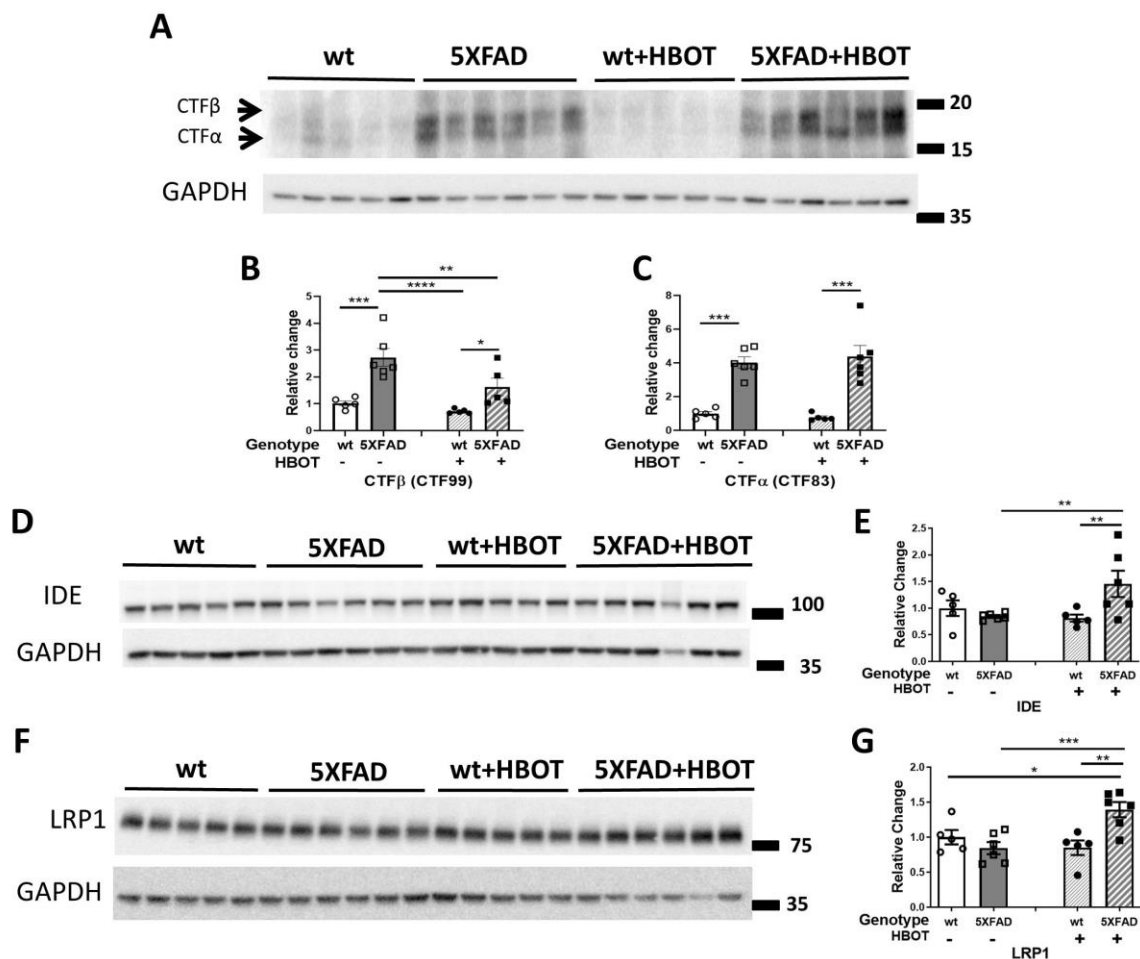 A
wt 5XFAD wt+HBOT 5XFAD+HBOT
CTFβ
CTFα
20
15
GAPDH
35
B
** 
****
***
*
Relative change
5
4
3
2
1
0
Genotype wt 5XFAD wt 5XFAD
HBOT - - + +
CTFβ (CTF99)
C
***
***
Relative change
8
6
4
2
0
Genotype wt 5XFAD wt 5XFAD
HBOT - - + +
CTFα (CTF83)
D
wt 5XFAD wt+HBOT 5XFAD+HBOT
IDE
100
GAPDH
35
E
**
**
Relative Change
2.5
2.0
1.5
1.0
0.5
0.0
Genotype wt 5XFAD wt 5XFAD
HBOT - - + +
IDE
F
wt 5XFAD wt+HBOT 5XFAD+HBOT
LRP1
75
GAPDH
35
G
***
**
*
Relative Change
2.0
1.5
1.0
0.5
0.0
Genotype wt 5XFAD wt 5XFAD
HBOT - - + +
LRP1